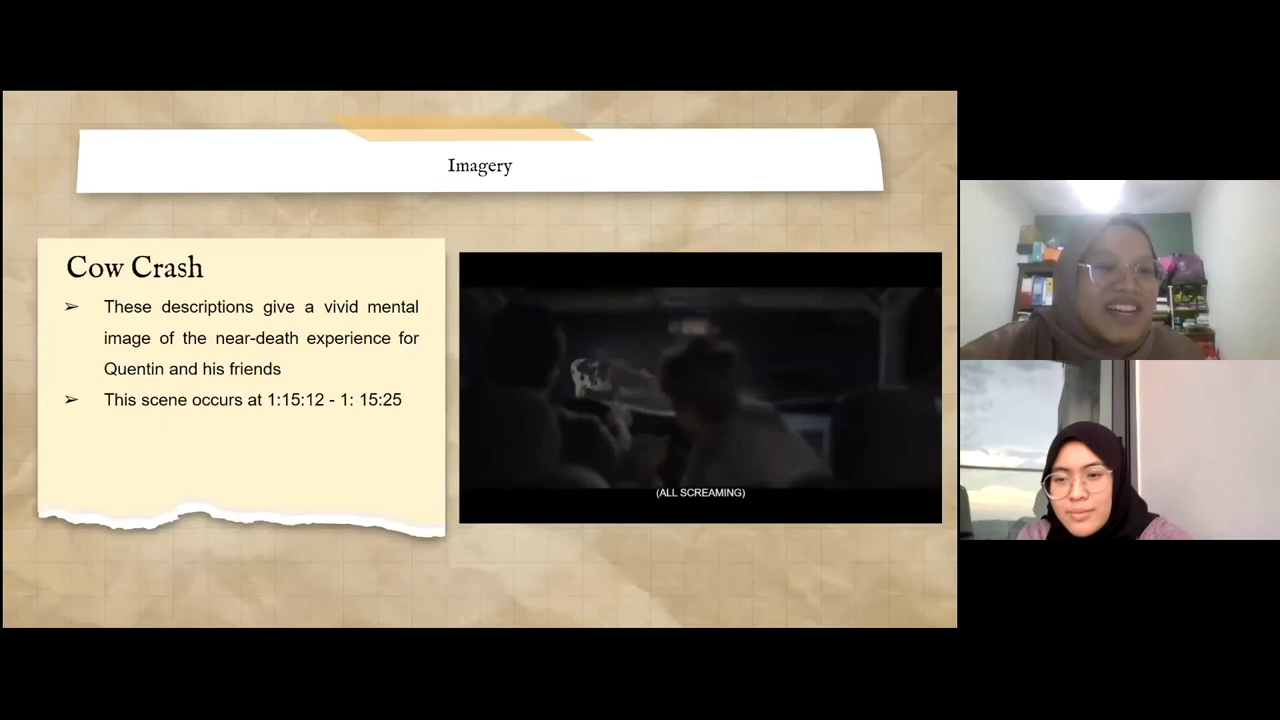 Imagery
Cow Crash
➢ These descriptions give a vivid mental
image of the near-death experience for
Quentin and his friends
➢ This scene occurs at 1:15:12 - 1: 15:25
(ALL SCREAMING)